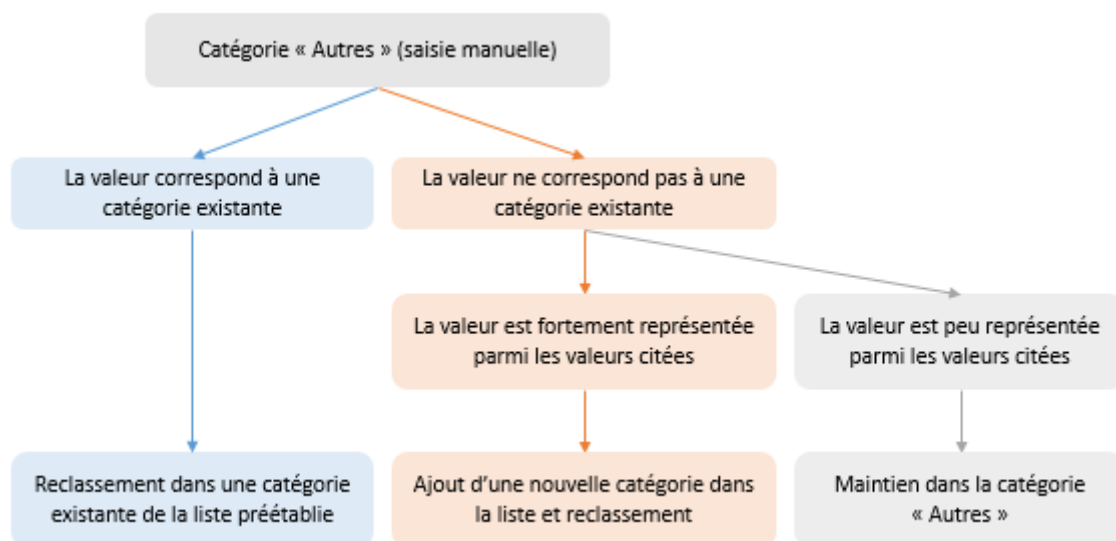 Catégorie « Autres » (saisie manuelle)
La valeur correspond à une
catégorie existante
La valeur ne correspond pas à une
catégorie existante
La valeur est fortement représentée
parmi les valeurs citées
La valeur est peu représentée
parmi les valeurs citées
Reclassement dans une catégorie
existante de la liste préétablie
Ajout d’une nouvelle catégorie dans
la liste et reclassement
Maintien dans la catégorie
« Autres »